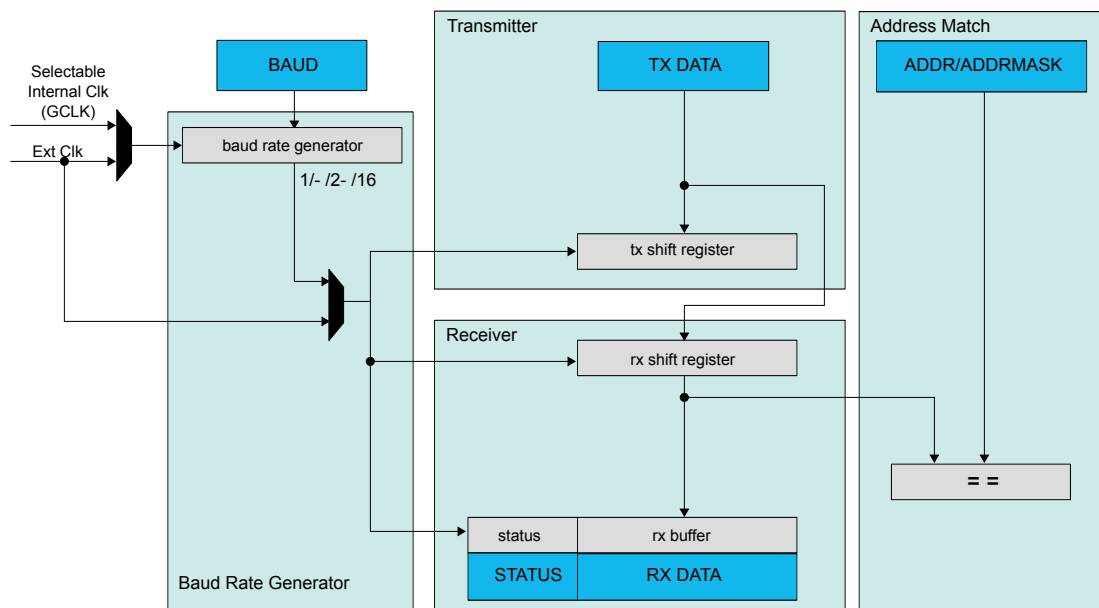 Transmitter
Address Match
BAUD
TX DATA
ADDR/ADDRMASK
Selectable
Internal Clk
(GCLK)
Ext Clk
baud rate generator
1/- /2- /16
tx shift register
Receiver
rx shift register
= =
status
rx buffer
STATUS
RX DATA
Baud Rate Generator